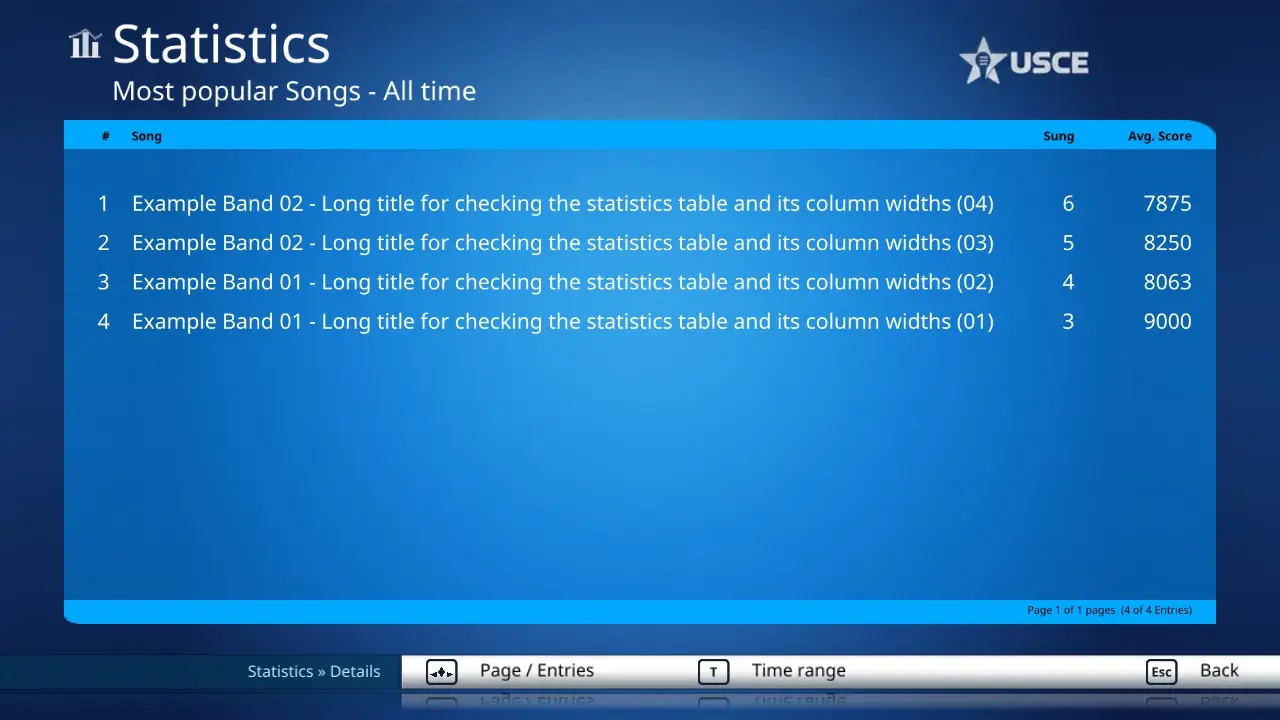 Statistics
USCE
Most popular Songs - All time
# Song Sung Avg. Score
1 Example Band 02 - Long title for checking the statistics table and its column widths (04) 6 7875
2 Example Band 02 - Long title for checking the statistics table and its column widths (03) 5 8250
3 Example Band 01 - Long title for checking the statistics table and its column widths (02) 4 8063
4 Example Band 01 - Long title for checking the statistics table and its column widths (01) 3 9000
Page 1 of 1 pages (4 of 4 Entries)
Statistics » Details Page / Entries T Time range Esc Back